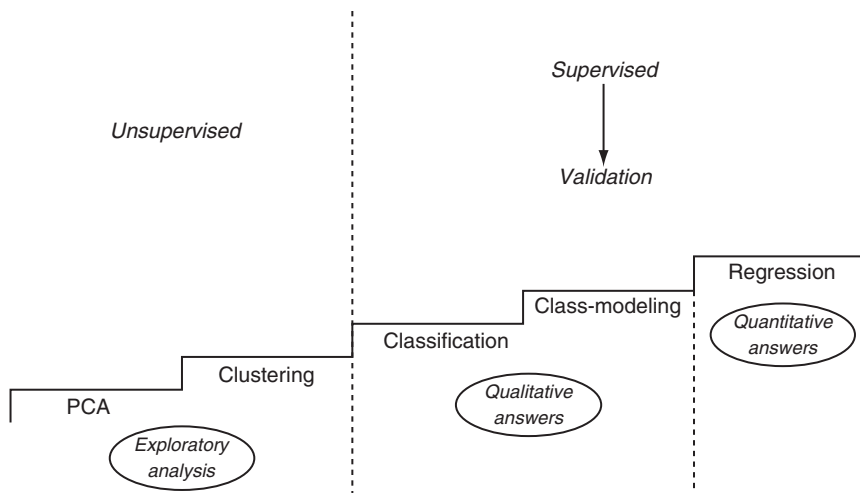 Supervised
Unsupervised
Validation
Regression
Class-modeling
Quantitative
answers
Classification
Clustering
Qualitative
answers
PCA
Exploratory
analysis